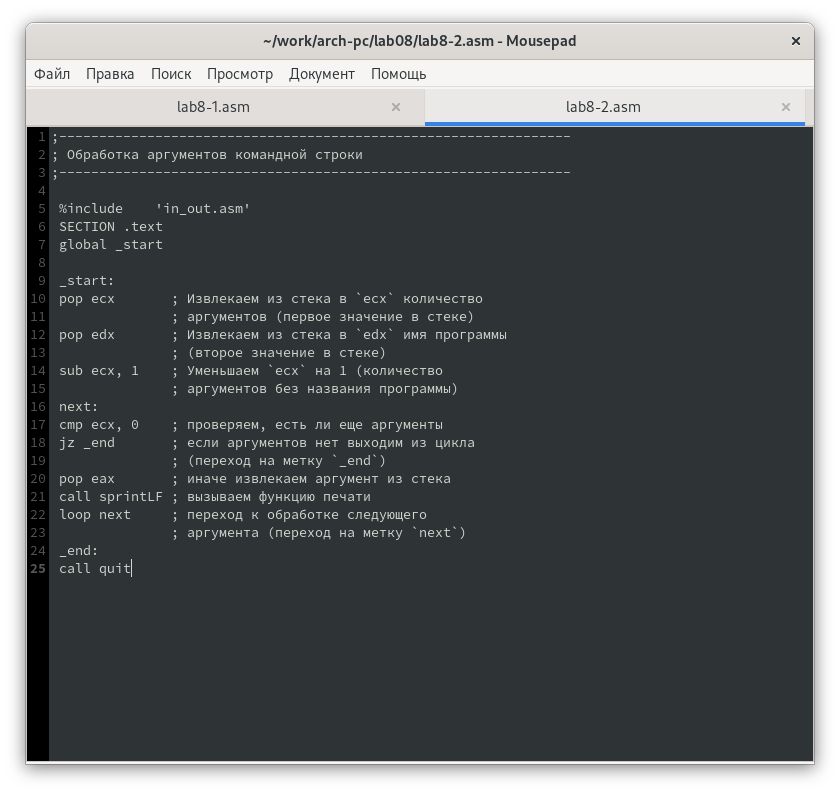 ~/work/arch-pc/lab08/lab8-2.asm - Mousepad
Файл Правка Поиск Просмотр Документ Помощь
lab8-1.asm
lab8-2.asm
1 ;----------------------------------------------------------------
2 ; Обработка аргументов командной строки
3 ;----------------------------------------------------------------
4
5 %include    'in_out.asm'
6 SECTION .text
7 global _start
8
9 _start:
10 pop ecx       ; Извлекаем из стека в `ecx` количество
11               ; аргументов (первое значение в стеке)
12 pop edx       ; Извлекаем из стека в `edx` имя программы
13               ; (второе значение в стеке)
14 sub ecx, 1    ; Уменьшаем `ecx` на 1 (количество
15               ; аргументов без названия программы)
16 next:
17 cmp ecx, 0    ; проверяем, есть ли еще аргументы
18 jz _end       ; если аргументов нет выходим из цикла
19               ; (переход на метку `_end`)
20 pop eax       ; иначе извлекаем аргумент из стека
21 call sprintLF ; вызываем функцию печати
22 loop next     ; переход к обработке следующего
23               ; аргумента (переход на метку `next`)
24 _end:
25 call quit